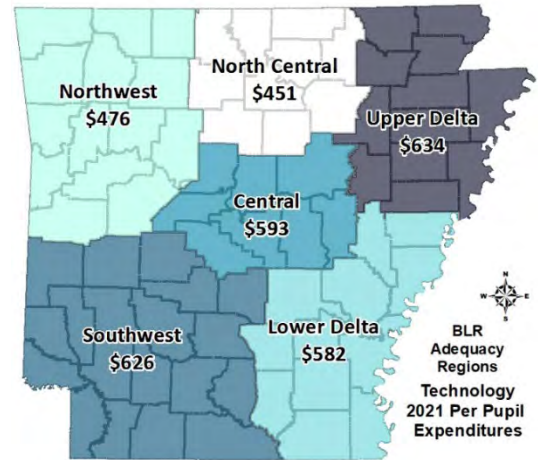 North Central
$451
Northwest
$476
Upper Delta
$634
Central
$593
Southwest
$626
Lower Delta
$582
N
W E
S
BLR
Adequacy
Regions
Technology
2021 Per Pupil
Expenditures